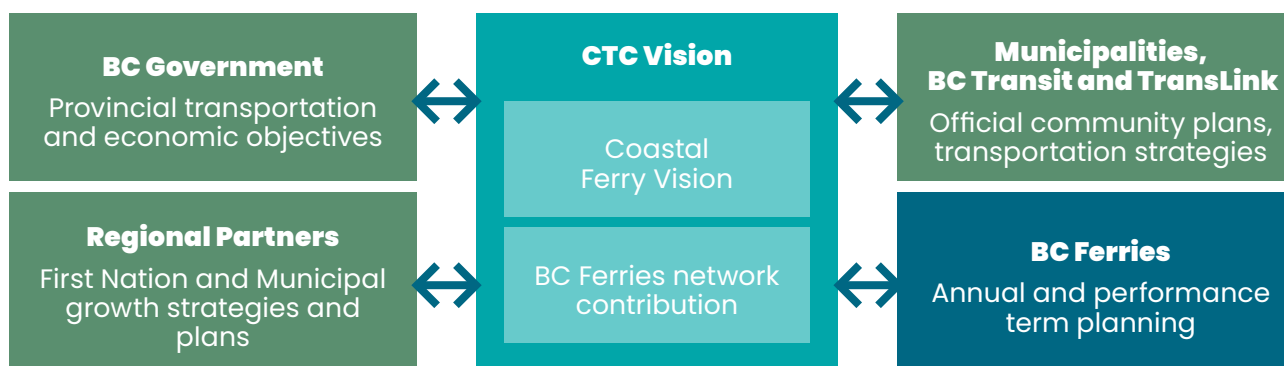 BC Government
Provincial transportation
and economic objectives
Regional Partners
First Nation and Municipal
growth strategies and
plans
CTC Vision
Coastal
Ferry Vision
BC Ferries network
contribution
Municipalities,
BC Transit and TransLink
Official community plans,
transportation strategies
BC Ferries
Annual and performance
term planning